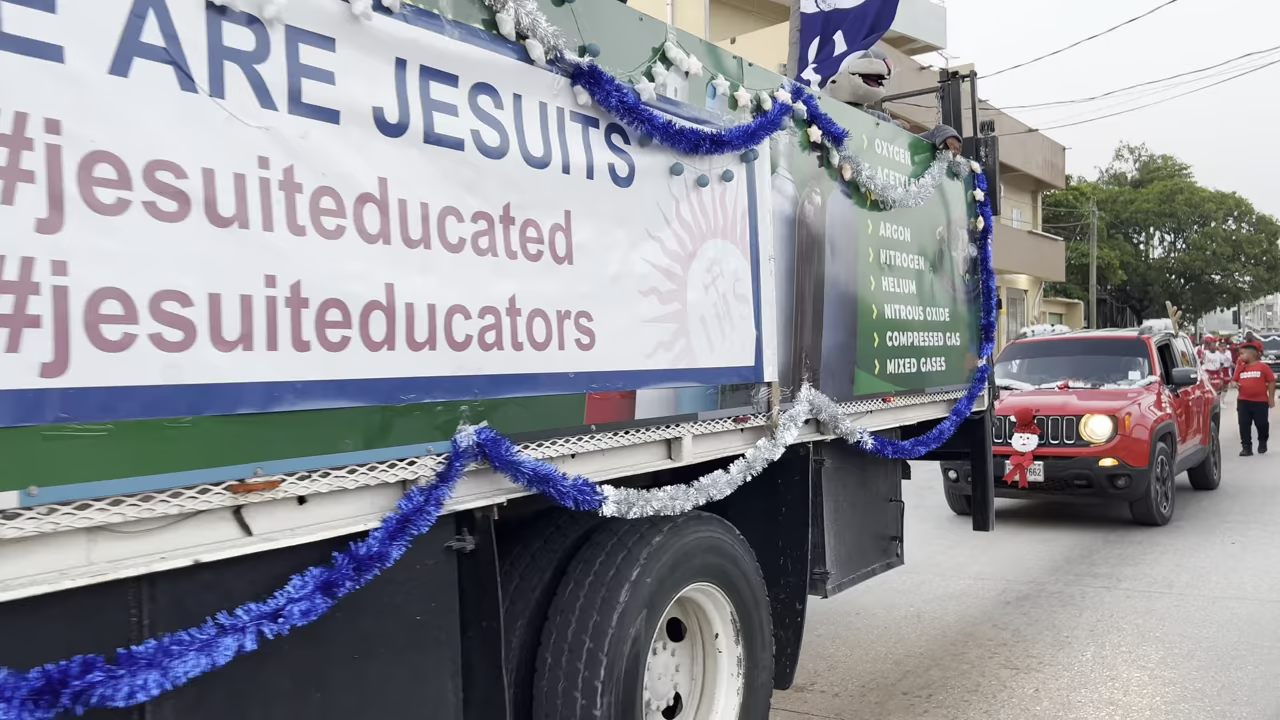 E ARE JESUITS
#jesuiteducated
#jesuiteducators
> OXYGEN
> ARGON
> NITROGEN
> HELIUM
> NITROUS OXIDE
> COMPRESSED GAS
> MIXED GASES